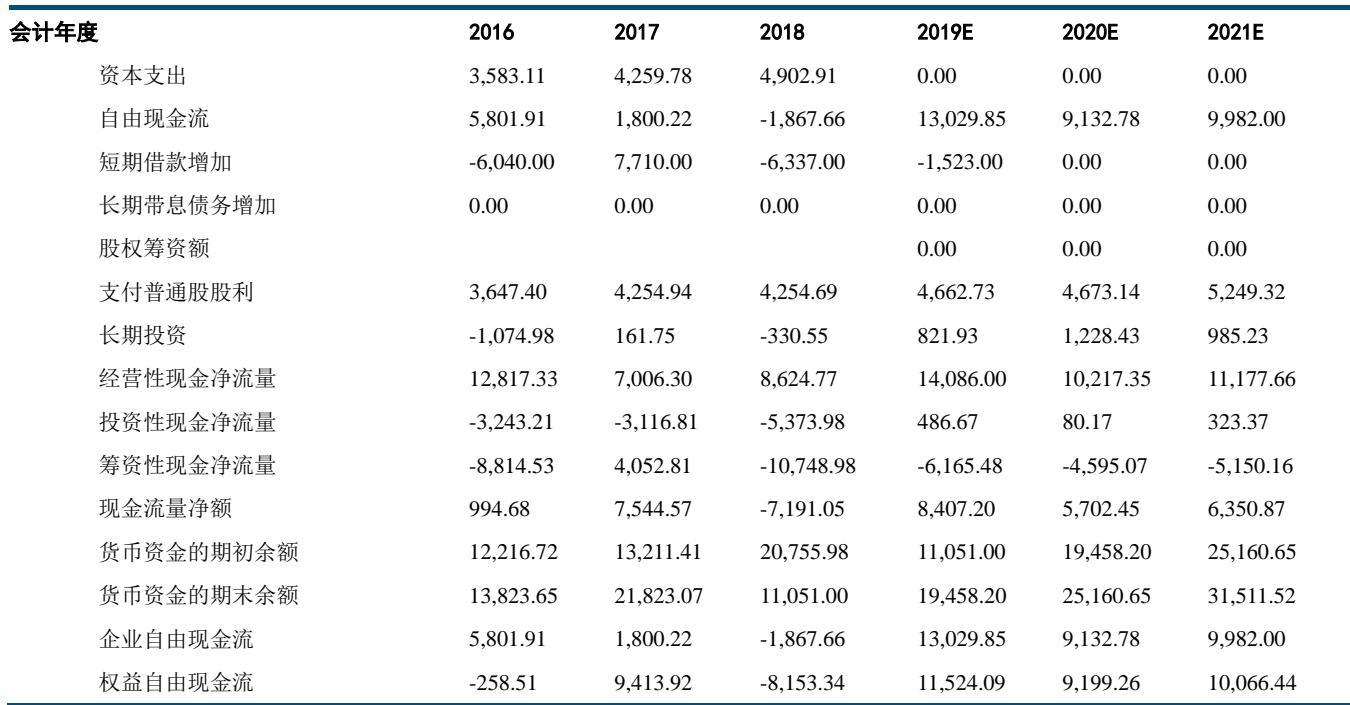 会计年度 2016 2017 2018 2019E 2020E 2021E
资本支出 3,583.11 4,259.78 4,902.91 0.00 0.00 0.00
自由现金流 5,801.91 1,800.22 -1,867.66 13,029.85 9,132.78 9,982.00
短期借款增加 -6,040.00 7,710.00 -6,337.00 -1,523.00 0.00 0.00
长期带息债务增加 0.00 0.00 0.00 0.00 0.00 0.00
股权筹资额 0.00 0.00 0.00
支付普通股股利 3,647.40 4,254.94 4,254.69 4,662.73 4,673.14 5,249.32
长期投资 -1,074.98 161.75 -330.55 821.93 1,228.43 985.23
经营性现金净流量 12,817.33 7,006.30 8,624.77 14,086.00 10,217.35 11,177.66
投资性现金净流量 -3,243.21 -3,116.81 -5,373.98 486.67 80.17 323.37
筹资性现金净流量 -8,814.53 4,052.81 -10,748.98 -6,165.48 -4,595.07 -5,150.16
现金流量净额 994.68 7,544.57 -7,191.05 8,407.20 5,702.45 6,350.87
货币资金的期初余额 12,216.72 13,211.41 20,755.98 11,051.00 19,458.20 25,160.65
货币资金的期末余额 13,823.65 21,823.07 11,051.00 19,458.20 25,160.65 31,511.52
企业自由现金流 5,801.91 1,800.22 -1,867.66 13,029.85 9,132.78 9,982.00
权益自由现金流 -258.51 9,413.92 -8,153.34 11,524.09 9,199.26 10,066.44